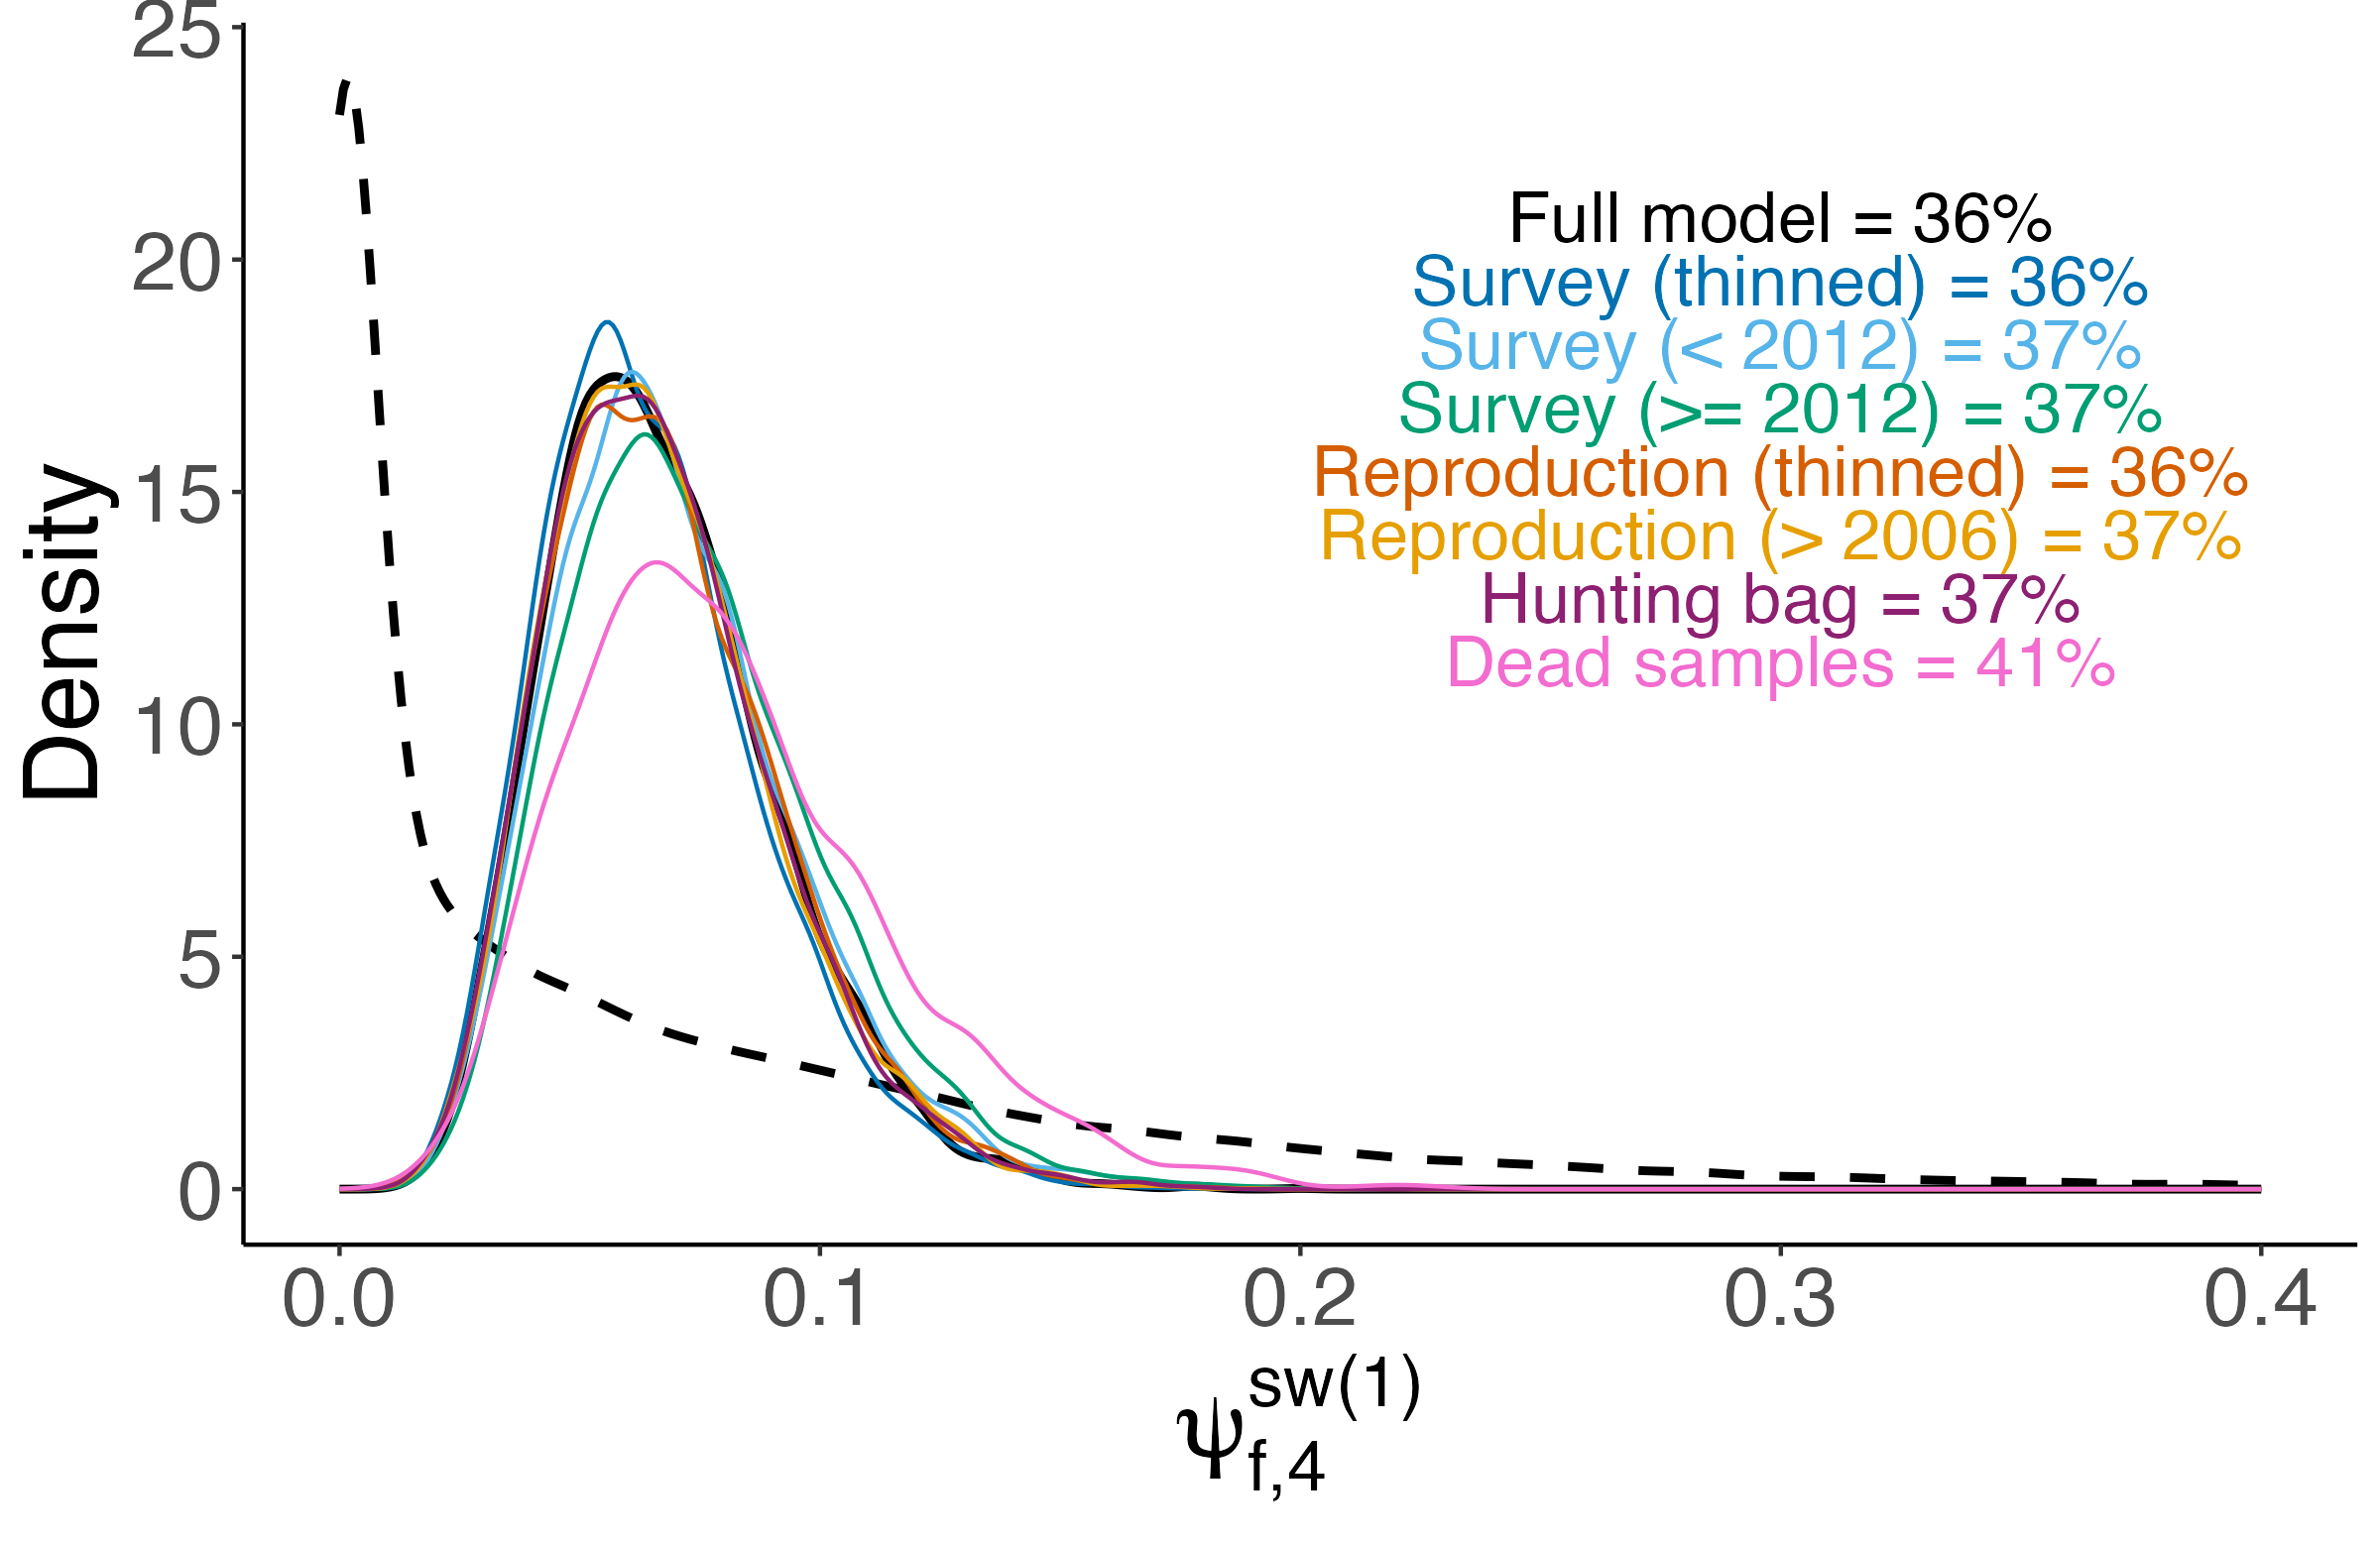 25
20
15
10
5
0
Density
Full model = 36%
Survey (thinned) = 36%
Survey (< 2012) = 37%
Survey (>= 2012) = 37%
Reproduction (thinned) = 36%
Reproduction (> 2006) = 37%
Hunting bag = 37%
Dead samples = 41%
0.0 0.1 0.2 0.3 0.4
ψ sw(1) f,4